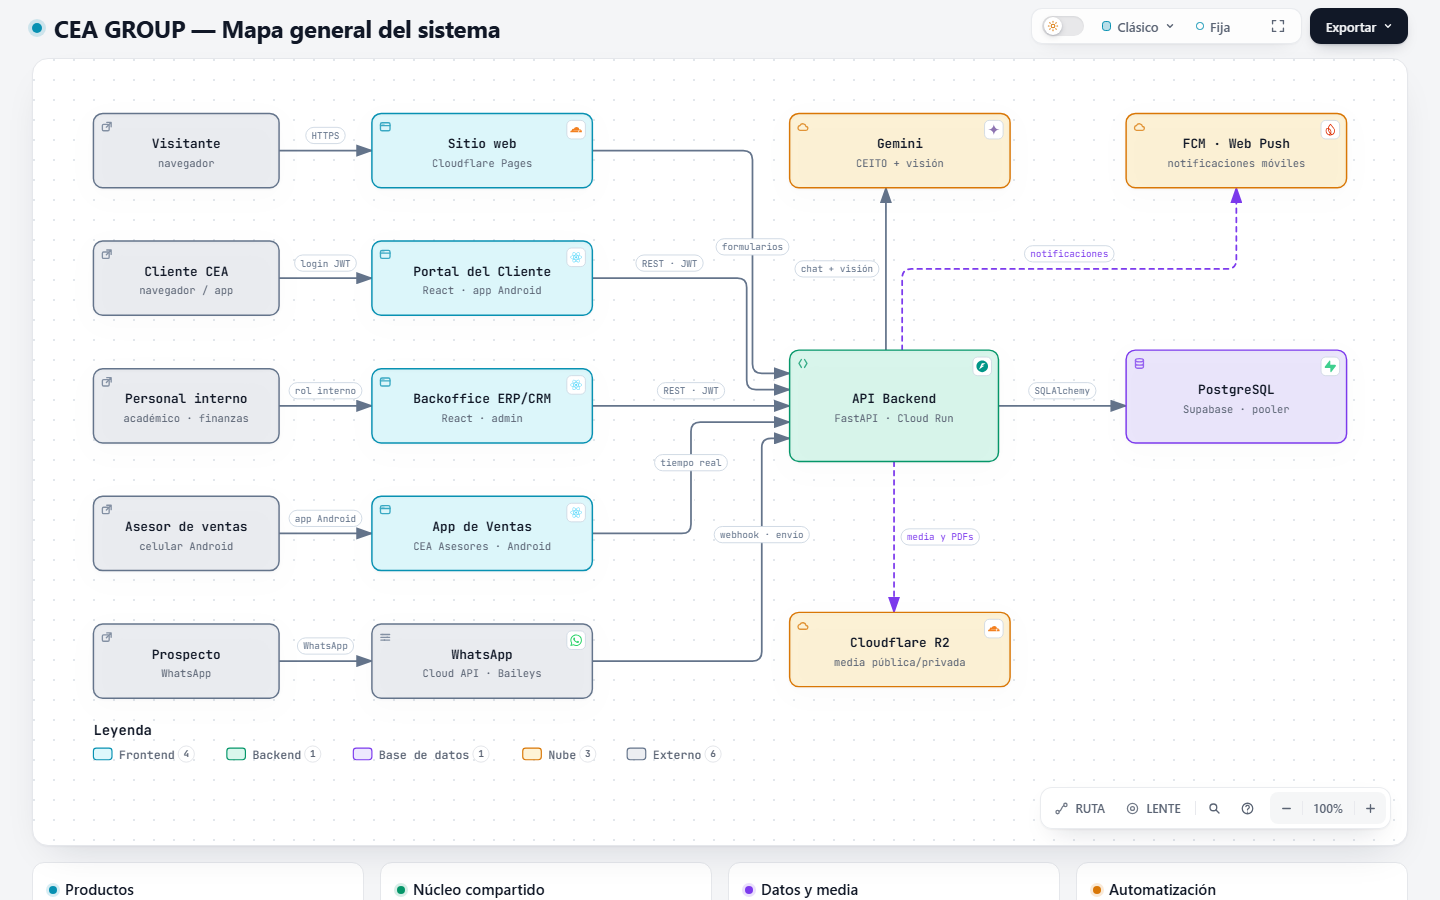 CEA GROUP — Mapa general del sistema
Clásico
Fija
Exportar
Visitante
navegador
HTTPS
Sitio web
Cloudflare Pages
Gemini
CEITO + visión
FCM · Web Push
notificaciones móviles
formularios
Cliente CEA
navegador / app
login JWT
Portal del Cliente
React · app Android
REST · JWT
chat + visión
notificaciones
Personal interno
académico · finanzas
rol interno
Backoffice ERP/CRM
React · admin
REST · JWT
API Backend
FastAPI · Cloud Run
SQLAlchemy
PostgreSQL
Supabase · pooler
tiempo real
Asesor de ventas
celular Android
app Android
App de Ventas
CEA Asesores · Android
webhook · envío
media y PDFs
Prospecto
WhatsApp
WhatsApp
WhatsApp
Cloud API · Baileys
Cloudflare R2
media pública/privada
Leyenda
Frontend 4
Backend 1
Base de datos 1
Nube 3
Externo 6
RUTA
LENTE
100%
Productos
Núcleo compartido
Datos y media
Automatización